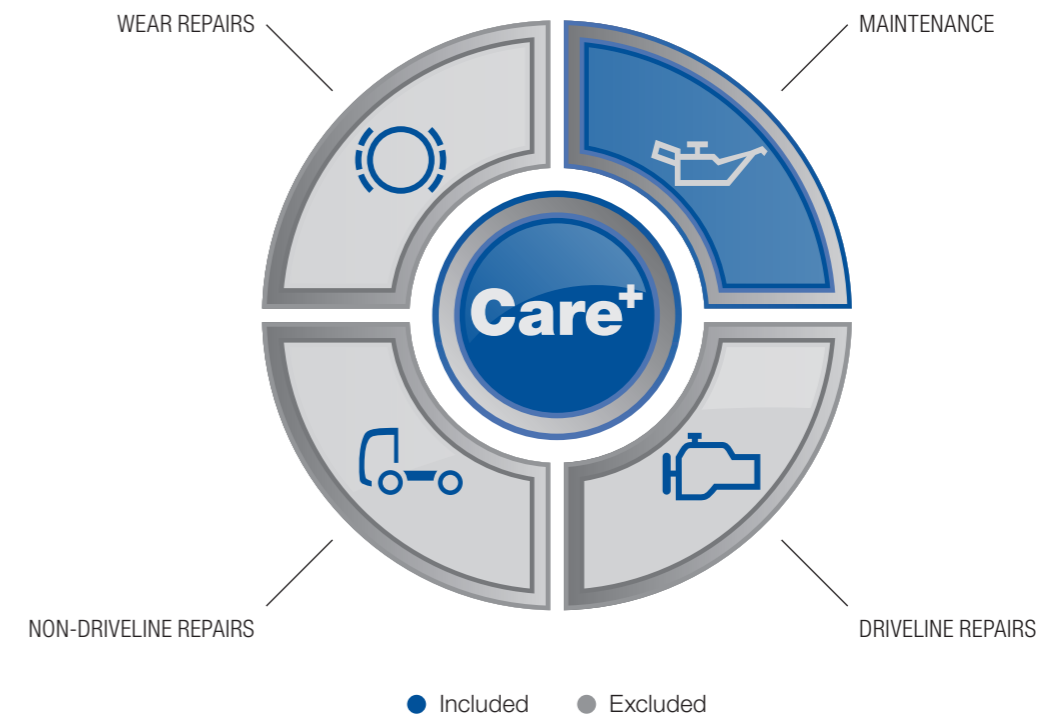 WEAR REPAIRS
MAINTENANCE
Care+
NON-DRIVELINE REPAIRS
DRIVELINE REPAIRS
Included
Excluded